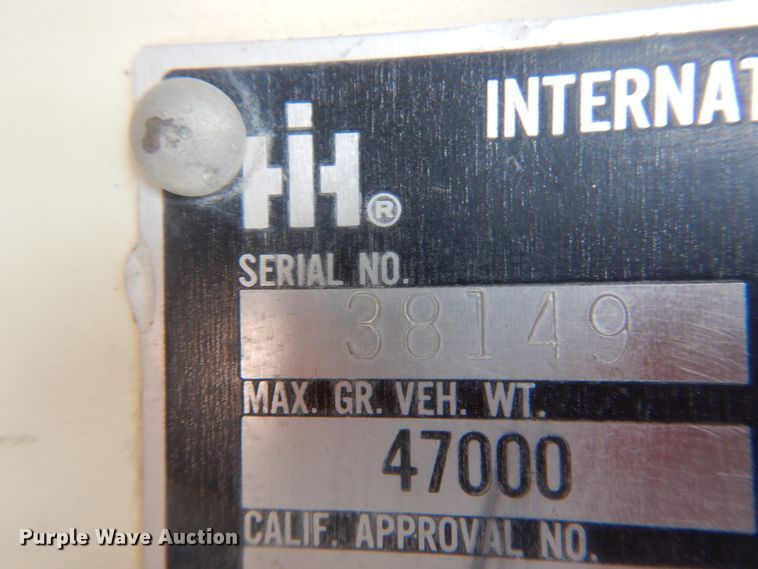 INTERNAT
IH®
SERIAL NO.
38149
MAX. GR. VEH. WT.
47000
CALIF. APPROVAL NO.
Purple Wave Auction